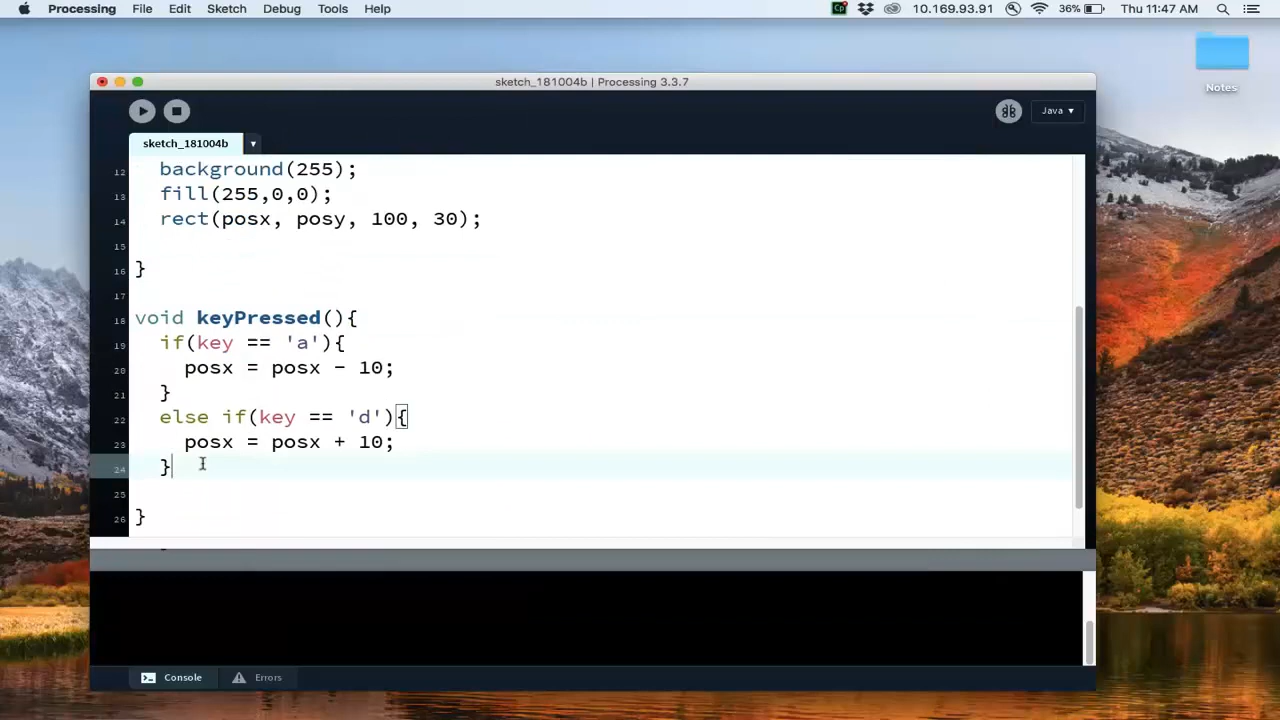 Processing File Edit Sketch Debug Tools Help Cp 10.169.93.91 36% Thu 11:47 AM
Notes
sketch_181004b | Processing 3.3.7
Java ▾
sketch_181004b ▾
12 background(255);
13 fill(255,0,0);
14 rect(posx, posy, 100, 30);
15
16 }
17
18 void keyPressed(){
19 if(key == 'a'){
20 posx = posx - 10;
21 }
22 else if(key == 'd'){
23 posx = posx + 10;
24 }
25
26 }
Console Errors